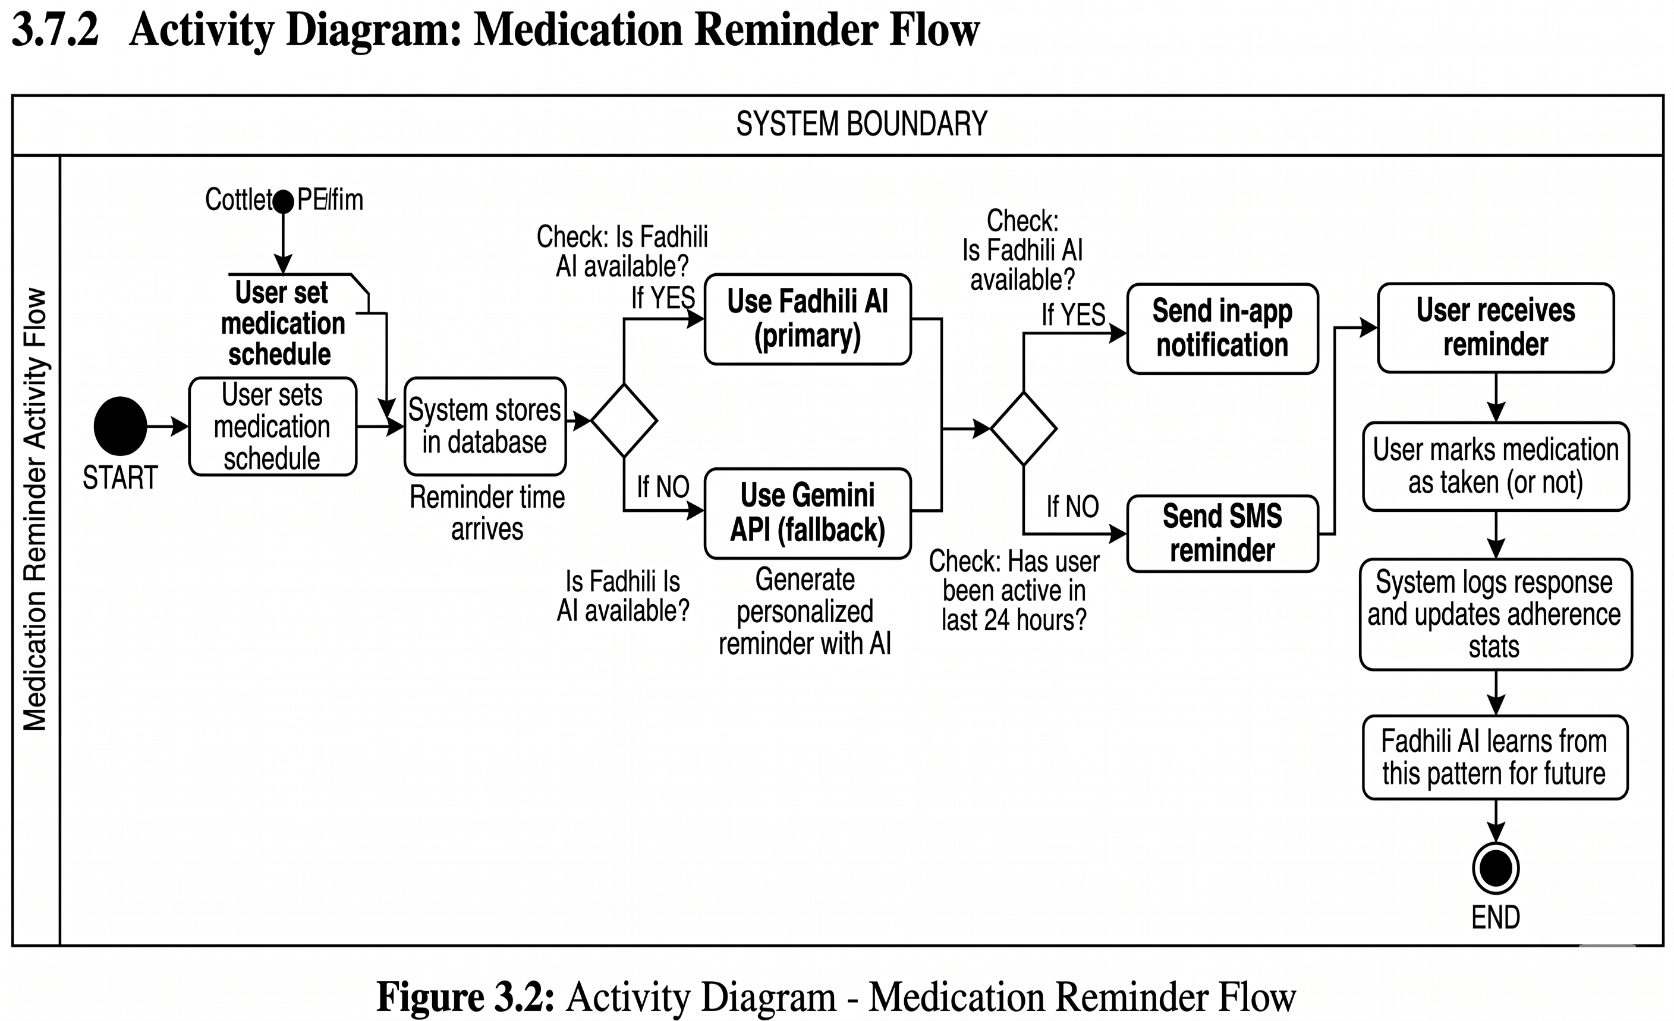 3.7.2 Activity Diagram: Medication Reminder Flow
SYSTEM BOUNDARY
Medication Reminder Activity Flow
Cottlet PE/fim
User set
medication
schedule
START
User sets
medication
schedule
System stores
in database
Reminder time
arrives
Check: Is Fadhili
AI available?
If YES
Use Fadhili AI
(primary)
If NO
Use Gemini
API (fallback)
Is Fadhili Is
AI available?
Generate
personalized
reminder with AI
Check:
Is Fadhili AI
available?
If YES
Send in-app
notification
If NO
Send SMS
reminder
Check: Has user
been active in
last 24 hours?
User receives
reminder
User marks medication
as taken (or not)
System logs response
and updates adherence
stats
Fadhili AI learns from
this pattern for future
END
Figure 3.2: Activity Diagram - Medication Reminder Flow